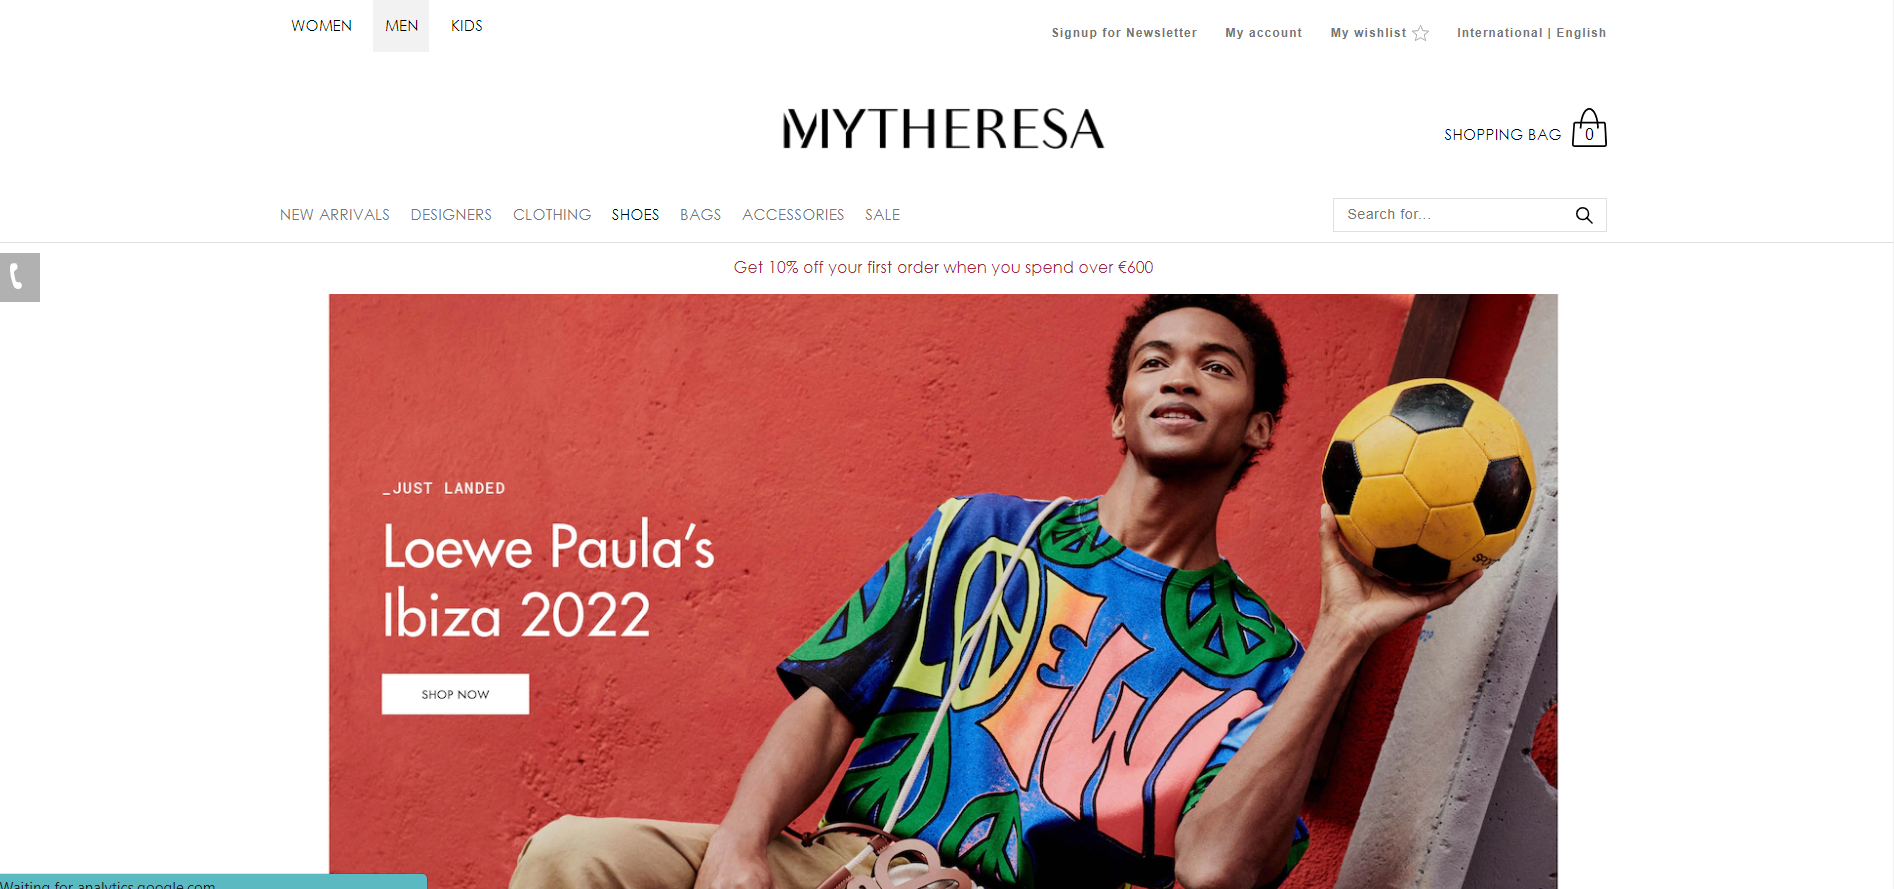 WOMEN MEN KIDS
Signup for Newsletter My account My wishlist International | English
MYTHERESA
SHOPPING BAG 0
NEW ARRIVALS DESIGNERS CLOTHING SHOES BAGS ACCESSORIES SALE
Search for...
Get 10% off your first order when you spend over €600
_JUST LANDED
Loewe Paula's
Ibiza 2022
SHOP NOW
Waiting for analytics.google.com